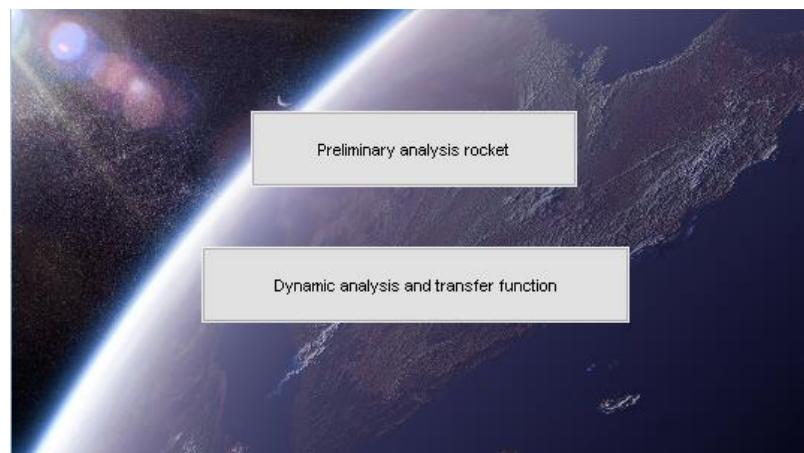 Preliminary analysis rocket
Dynamic analysis and transfer function